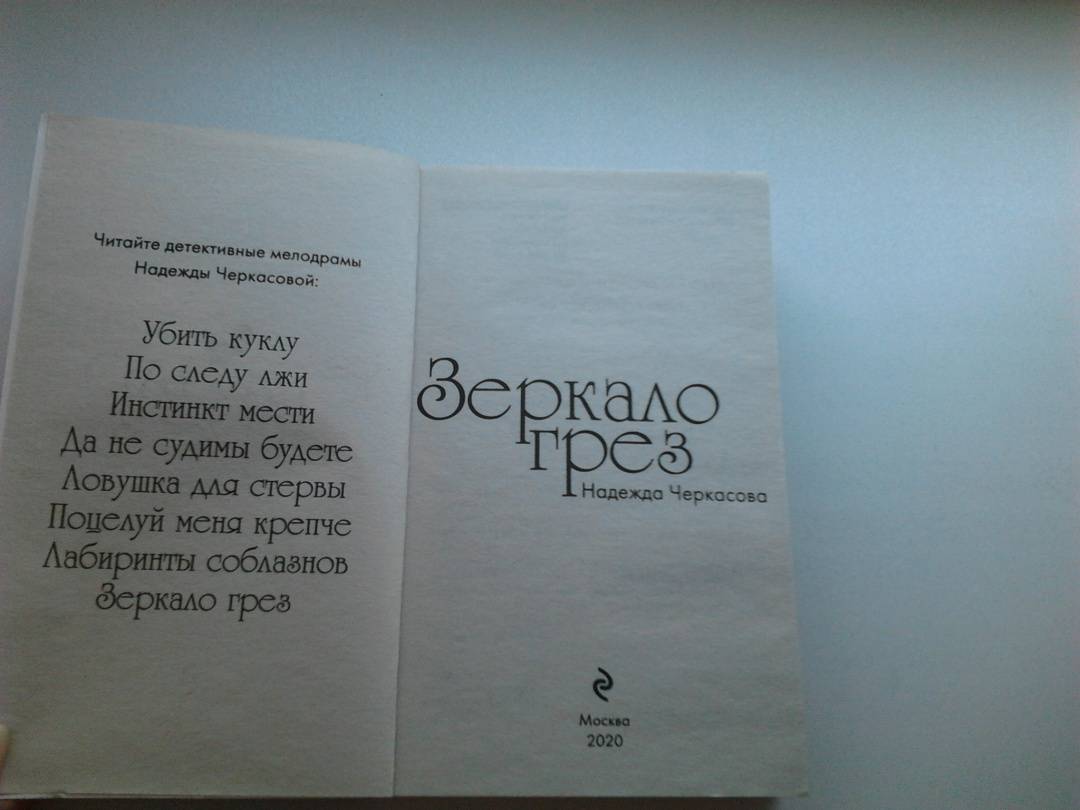 Читайте детективные мелодрамы
Надежды Черкасовой:
Убить куклу
По следу лжи
Инстинкт мести
Да не судимы будете
Ловушка для стервы
Поцелуй меня крепче
Лабиринты соблазнов
Зеркало грез
Зеркало
грез
Надежда Черкасова
Москва
2020